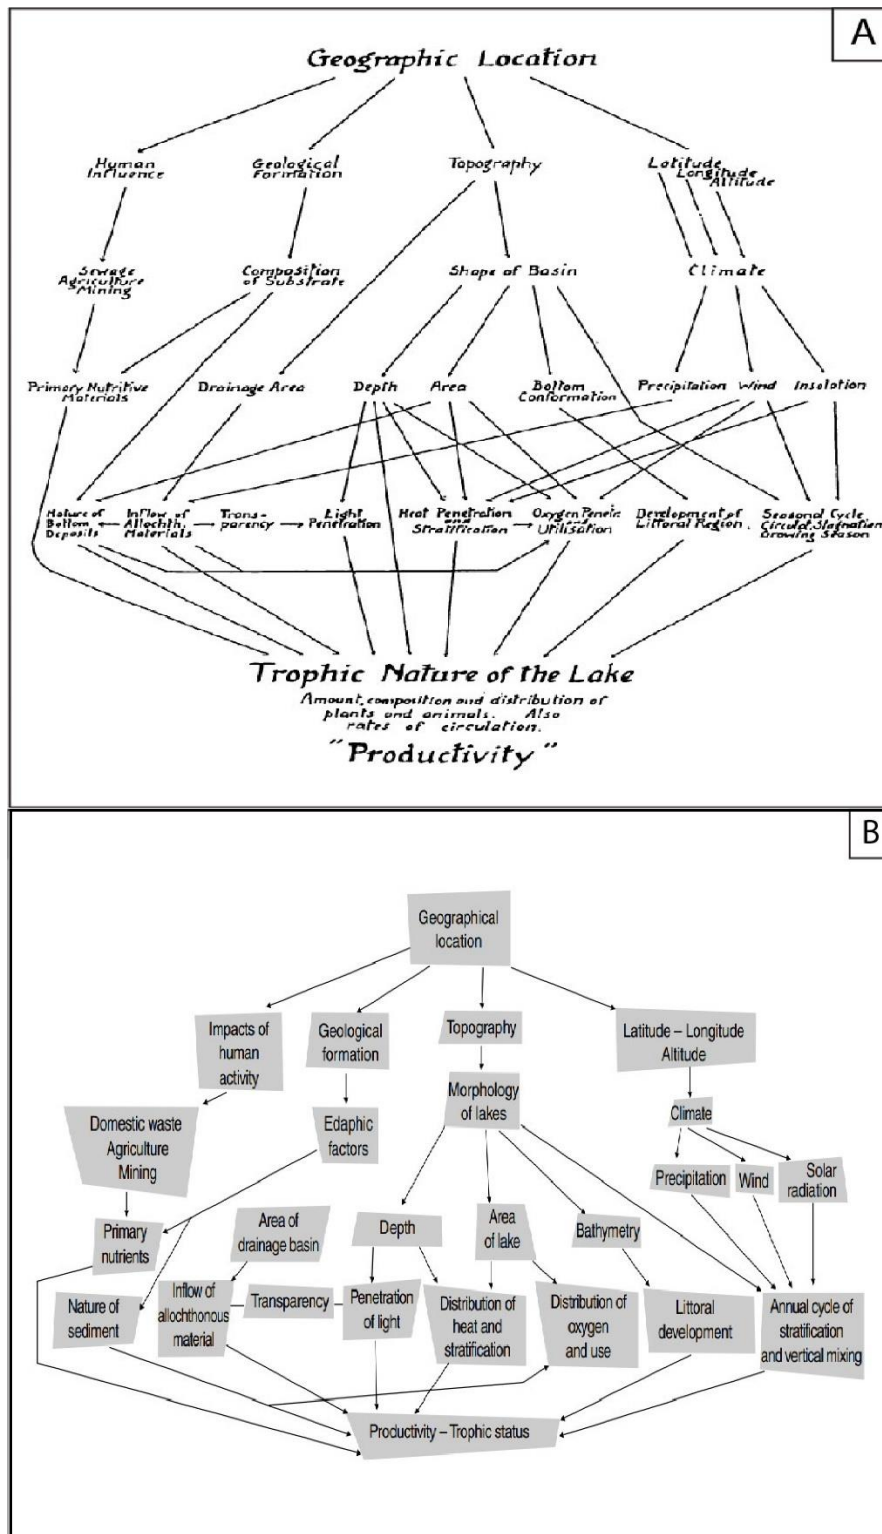 A
Geographic Location
Human
Influence
Geological
Formation
Topography
Latitude
Longitude
Altitude
Sewage
Agriculture
Mining
Composition
of Substrate
Shape of Basin
Climate
Primary Nutritive
Materials
Drainage Area
Depth
Area
Bottom
Conformation
Precipitation
Wind
Insolation
Nature of
Bottom
Deposits
Inflow of
Allochth.
Materials
Trans-
parency
Light
Penetration
Heat Penetration
and
Stratification
Oxygen Penetr.
and
Utilisation
Development of
Littoral Region.
Seasonal Cycle
Circulat. Stagnation
Growing Season
Trophic Nature of the Lake
Amount, composition and distribution of
plants and animals. Also
rates of circulation.
"Productivity"
B
Geographical
location
Impacts of
human
activity
Geological
formation
Topography
Latitude – Longitude
Altitude
Domestic waste
Agriculture
Mining
Edaphic
factors
Morphology
of lakes
Climate
Precipitation
Wind
Solar
radiation
Primary
nutrients
Area of
drainage basin
Depth
Area
of lake
Bathymetry
Nature of
sediment
Inflow of
allochthonous
material
Transparency
Penetration
of light
Distribution of
heat and
stratification
Distribution of
oxygen
and use
Littoral
development
Annual cycle of
stratification
and vertical mixing
Productivity – Trophic status